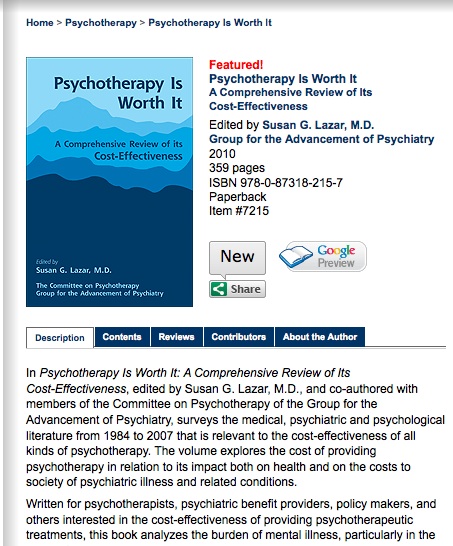 Home > Psychotherapy > Psychotherapy Is Worth It
Psychotherapy Is
Worth It
A Comprehensive Review of its
Cost-Effectiveness
Edited by
Susan G. Lazar, M.D.
The Committee on Psychotherapy
Group for the Advancement of Psychiatry
Featured!
Psychotherapy Is Worth It
A Comprehensive Review of Its
Cost-Effectiveness
Edited by Susan G. Lazar, M.D.
Group for the Advancement of Psychiatry
2010
359 pages
ISBN 978-0-87318-215-7
Paperback
Item #7215
New
Google
Preview
Share
Description Contents Reviews Contributors About the Author
In Psychotherapy Is Worth It: A Comprehensive Review of Its
Cost-Effectiveness, edited by Susan G. Lazar, M.D., and co-authored with
members of the Committee on Psychotherapy of the Group for the
Advancement of Psychiatry, surveys the medical, psychiatric and psychological
literature from 1984 to 2007 that is relevant to the cost-effectiveness of all
kinds of psychotherapy. The volume explores the cost of providing
psychotherapy in relation to its impact both on health and on the costs to
society of psychiatric illness and related conditions.
Written for psychotherapists, psychiatric benefit providers, policy makers, and
others interested in the cost-effectiveness of providing psychotherapeutic
treatments, this book analyzes the burden of mental illness, particularly in the